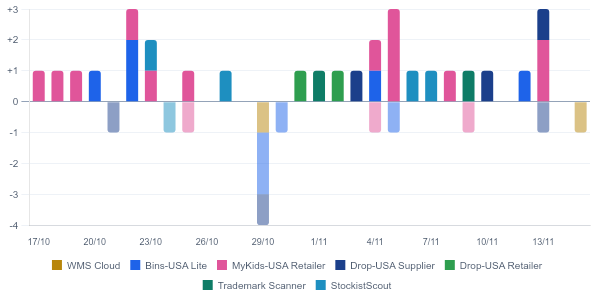 +3
+2
+1
0
-1
-2
-3
-4
17/10 20/10 23/10 26/10 29/10 1/11 4/11 7/11 10/11 13/11
WMS Cloud Bins-USA Lite MyKids-USA Retailer Drop-USA Supplier Drop-USA Retailer
Trademark Scanner StockistScout